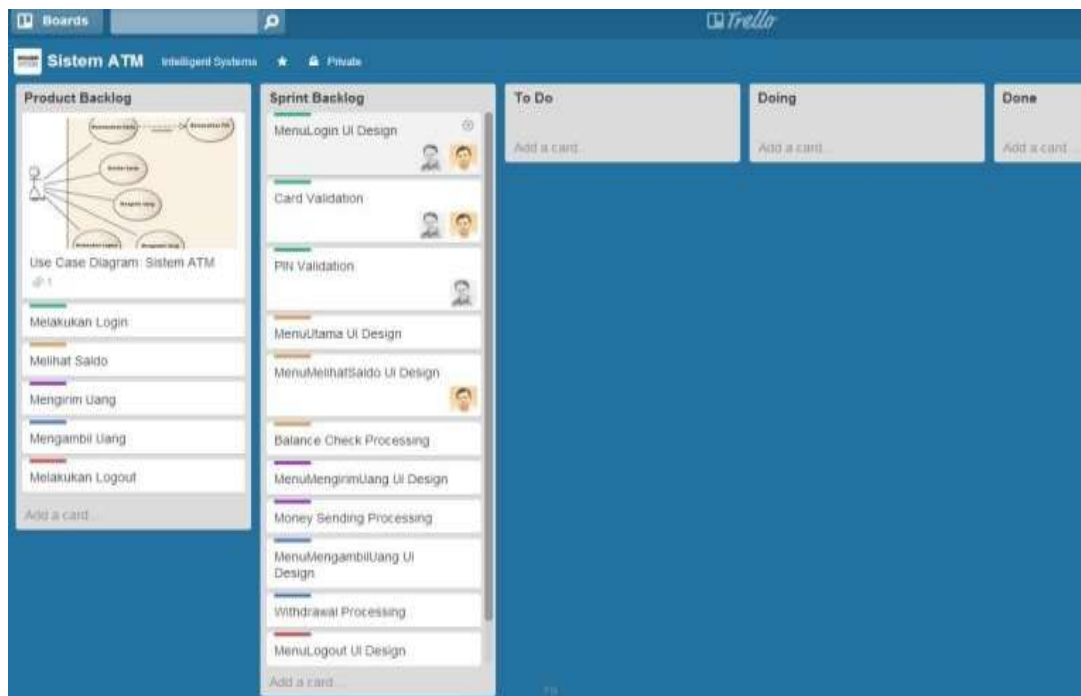 Boards
Trello
Sistem ATM Intelligent Systems Private
Product Backlog
Use Case Diagram: Sistem ATM
1
Melakukan Login
Melihat Saldo
Mengirim Uang
Mengambil Uang
Melakukan Logout
Add a card...
Sprint Backlog
MenuLogin UI Design
Card Validation
PIN Validation
MenuUtama UI Design
MenuMelihatSaldo UI Design
Balance Check Processing
MenuMengirimUang UI Design
Money Sending Processing
MenuMengambilUang UI
Design
Withdrawal Processing
MenuLogout UI Design
Add a card...
To Do
Add a card...
Doing
Add a card...
Done
Add a card...